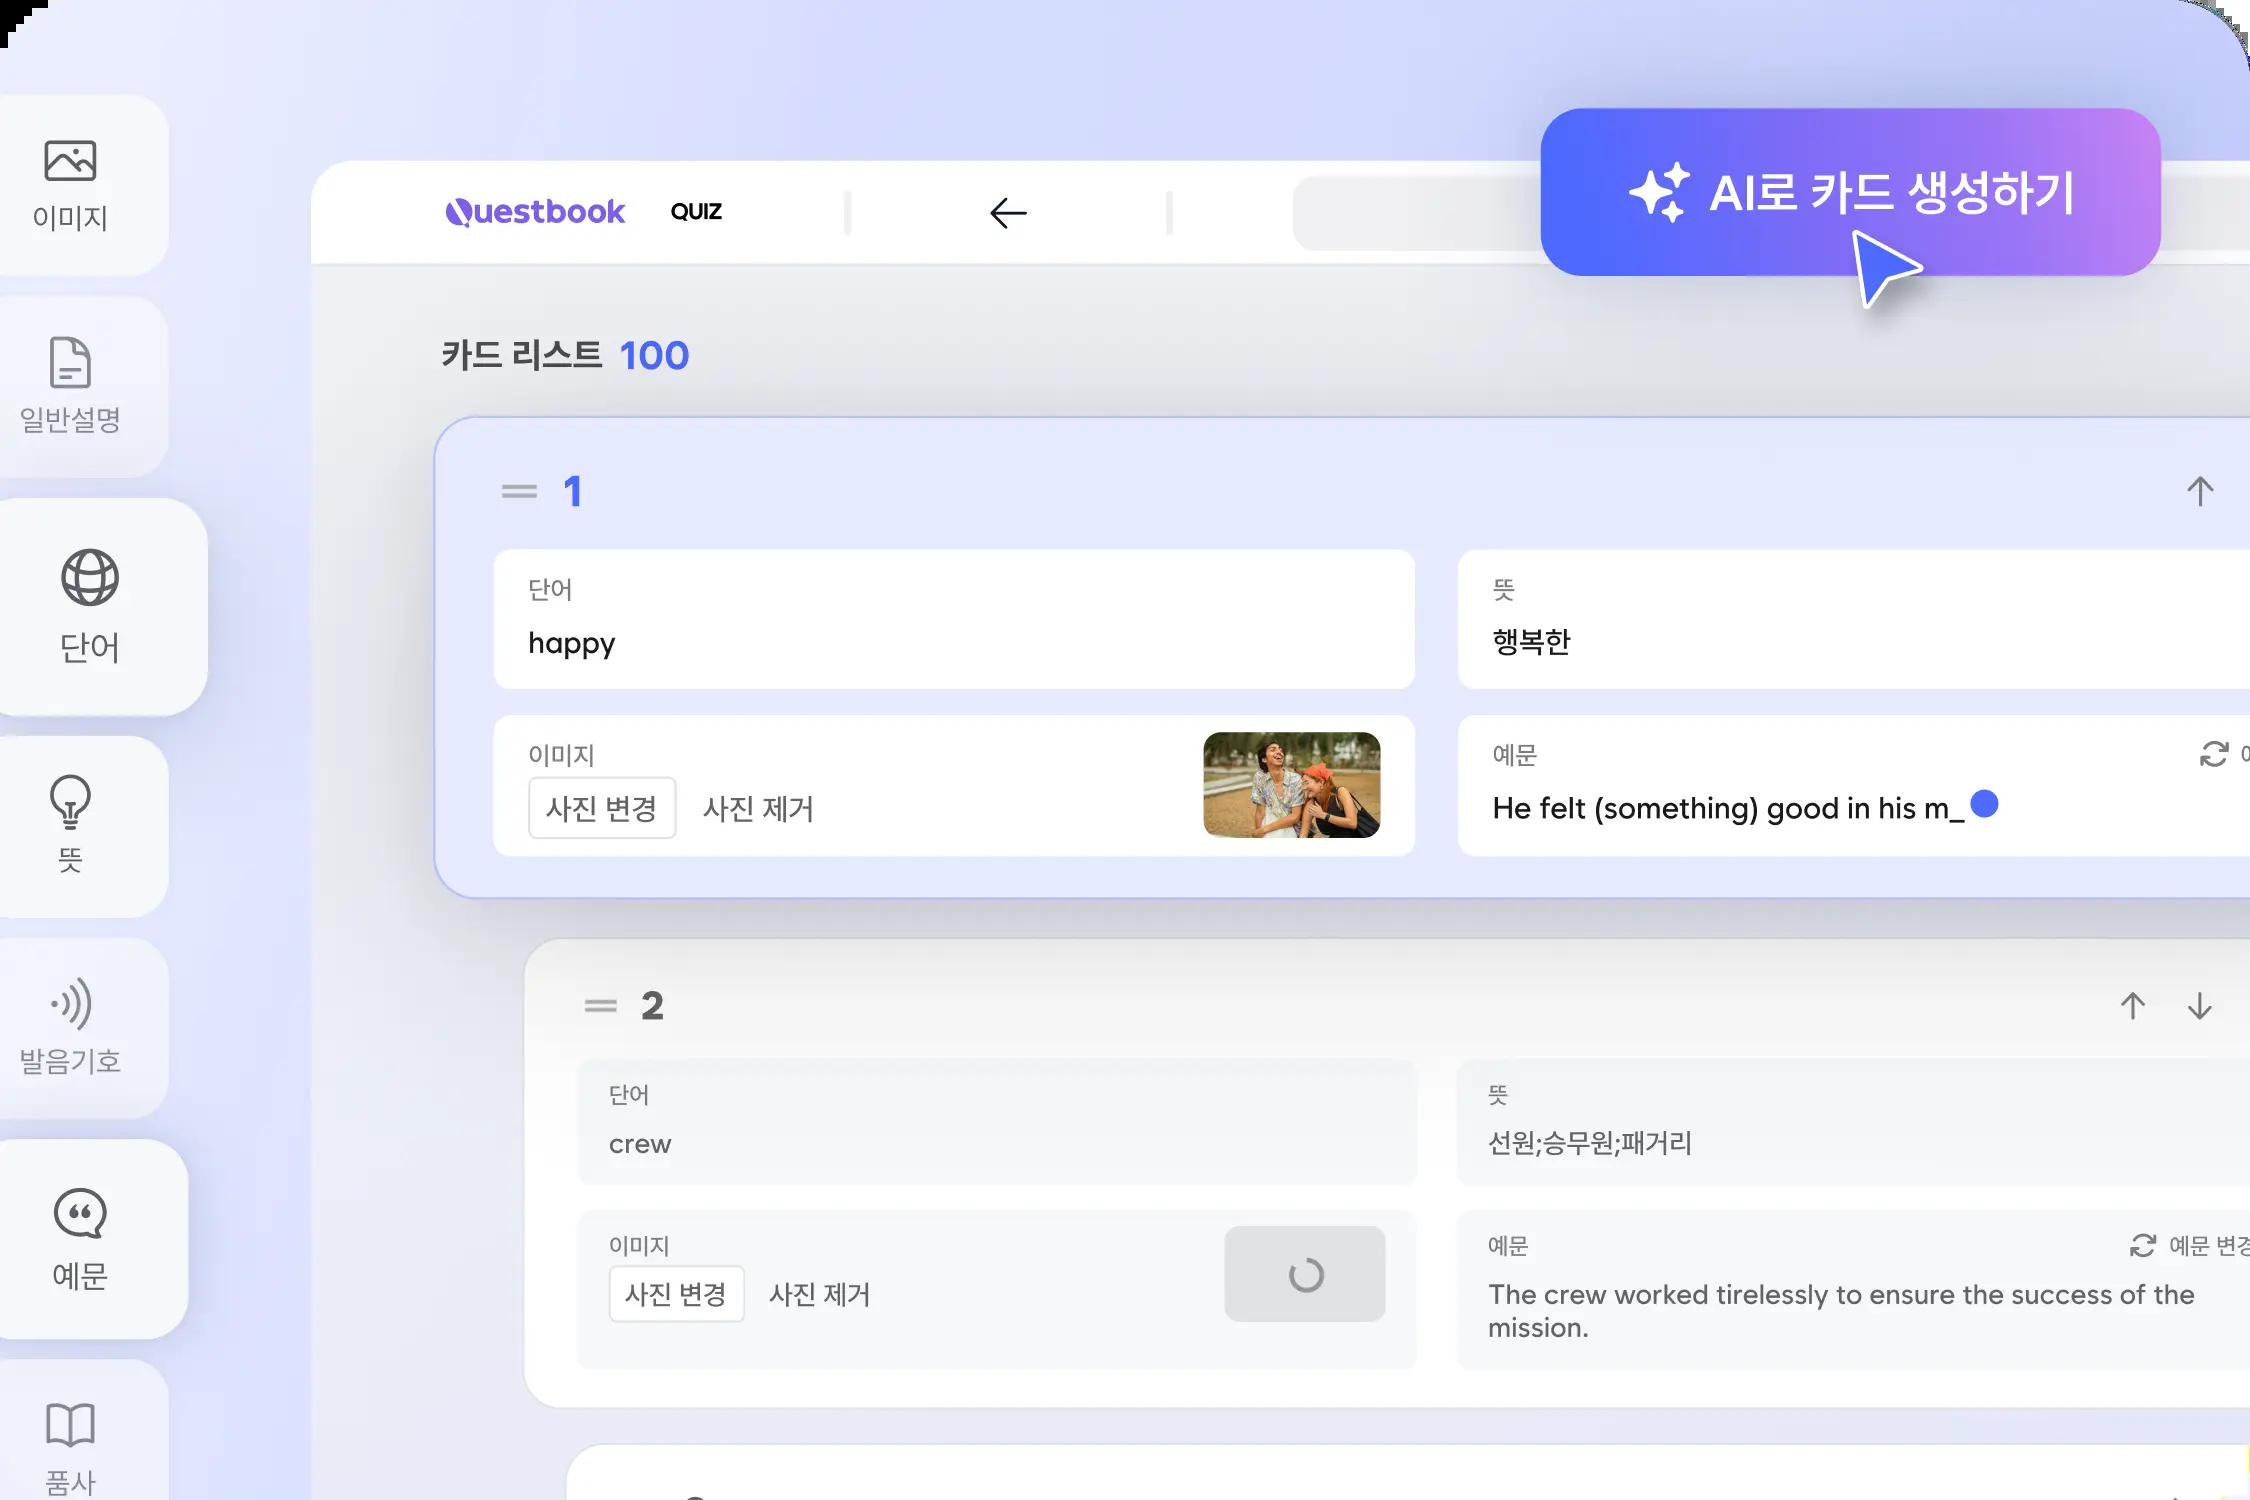 이미지
일반설명
단어
뜻
발음기호
예문
품사
Questbook QUIZ
AI로 카드 생성하기
카드 리스트 100
1
단어
happy
뜻
행복한
이미지
사진 변경 사진 제거
예문
He felt (something) good in his m_
2
단어
crew
뜻
선원;승무원;패거리
이미지
사진 변경 사진 제거
예문
예문 변경
The crew worked tirelessly to ensure the success of the
mission.